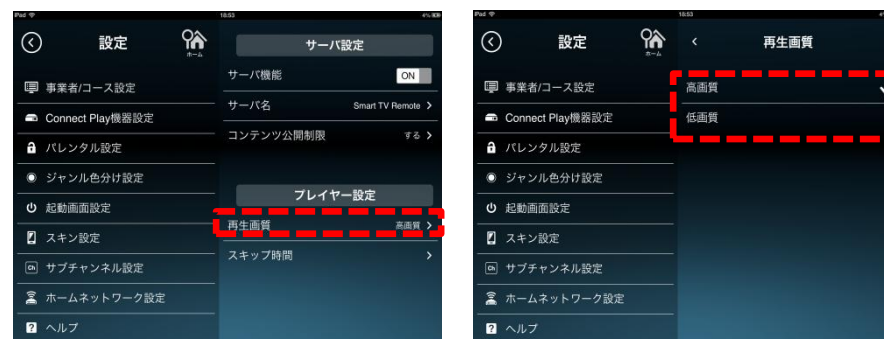 iPad
18:53
4%
設定
ホーム
事業者/コース設定
Connect Play機器設定
パレンタル設定
ジャンル色分け設定
起動画面設定
スキン設定
Ch
サブチャンネル設定
ホームネットワーク設定
?
ヘルプ
サーバ設定
サーバ機能
ON
サーバ名
Smart TV Remote
コンテンツ公開制限
する
プレイヤー設定
再生画質
高画質
スキップ時間
iPad
18:53
設定
ホーム
事業者/コース設定
Connect Play機器設定
パレンタル設定
ジャンル色分け設定
起動画面設定
スキン設定
Ch
サブチャンネル設定
ホームネットワーク設定
?
ヘルプ
再生画質
高画質
低画質